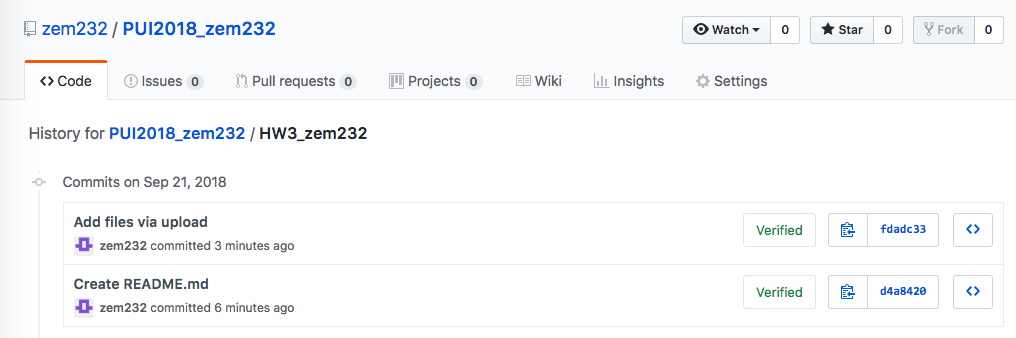 zem232 / PUI2018_zem232 Watch 0 Star 0 Fork 0
Code Issues 0 Pull requests 0 Projects 0 Wiki Insights Settings
History for PUI2018_zem232 / HW3_zem232
Commits on Sep 21, 2018
Add files via upload
zem232 committed 3 minutes ago Verified fdadc33
Create README.md
zem232 committed 6 minutes ago Verified d4a8420